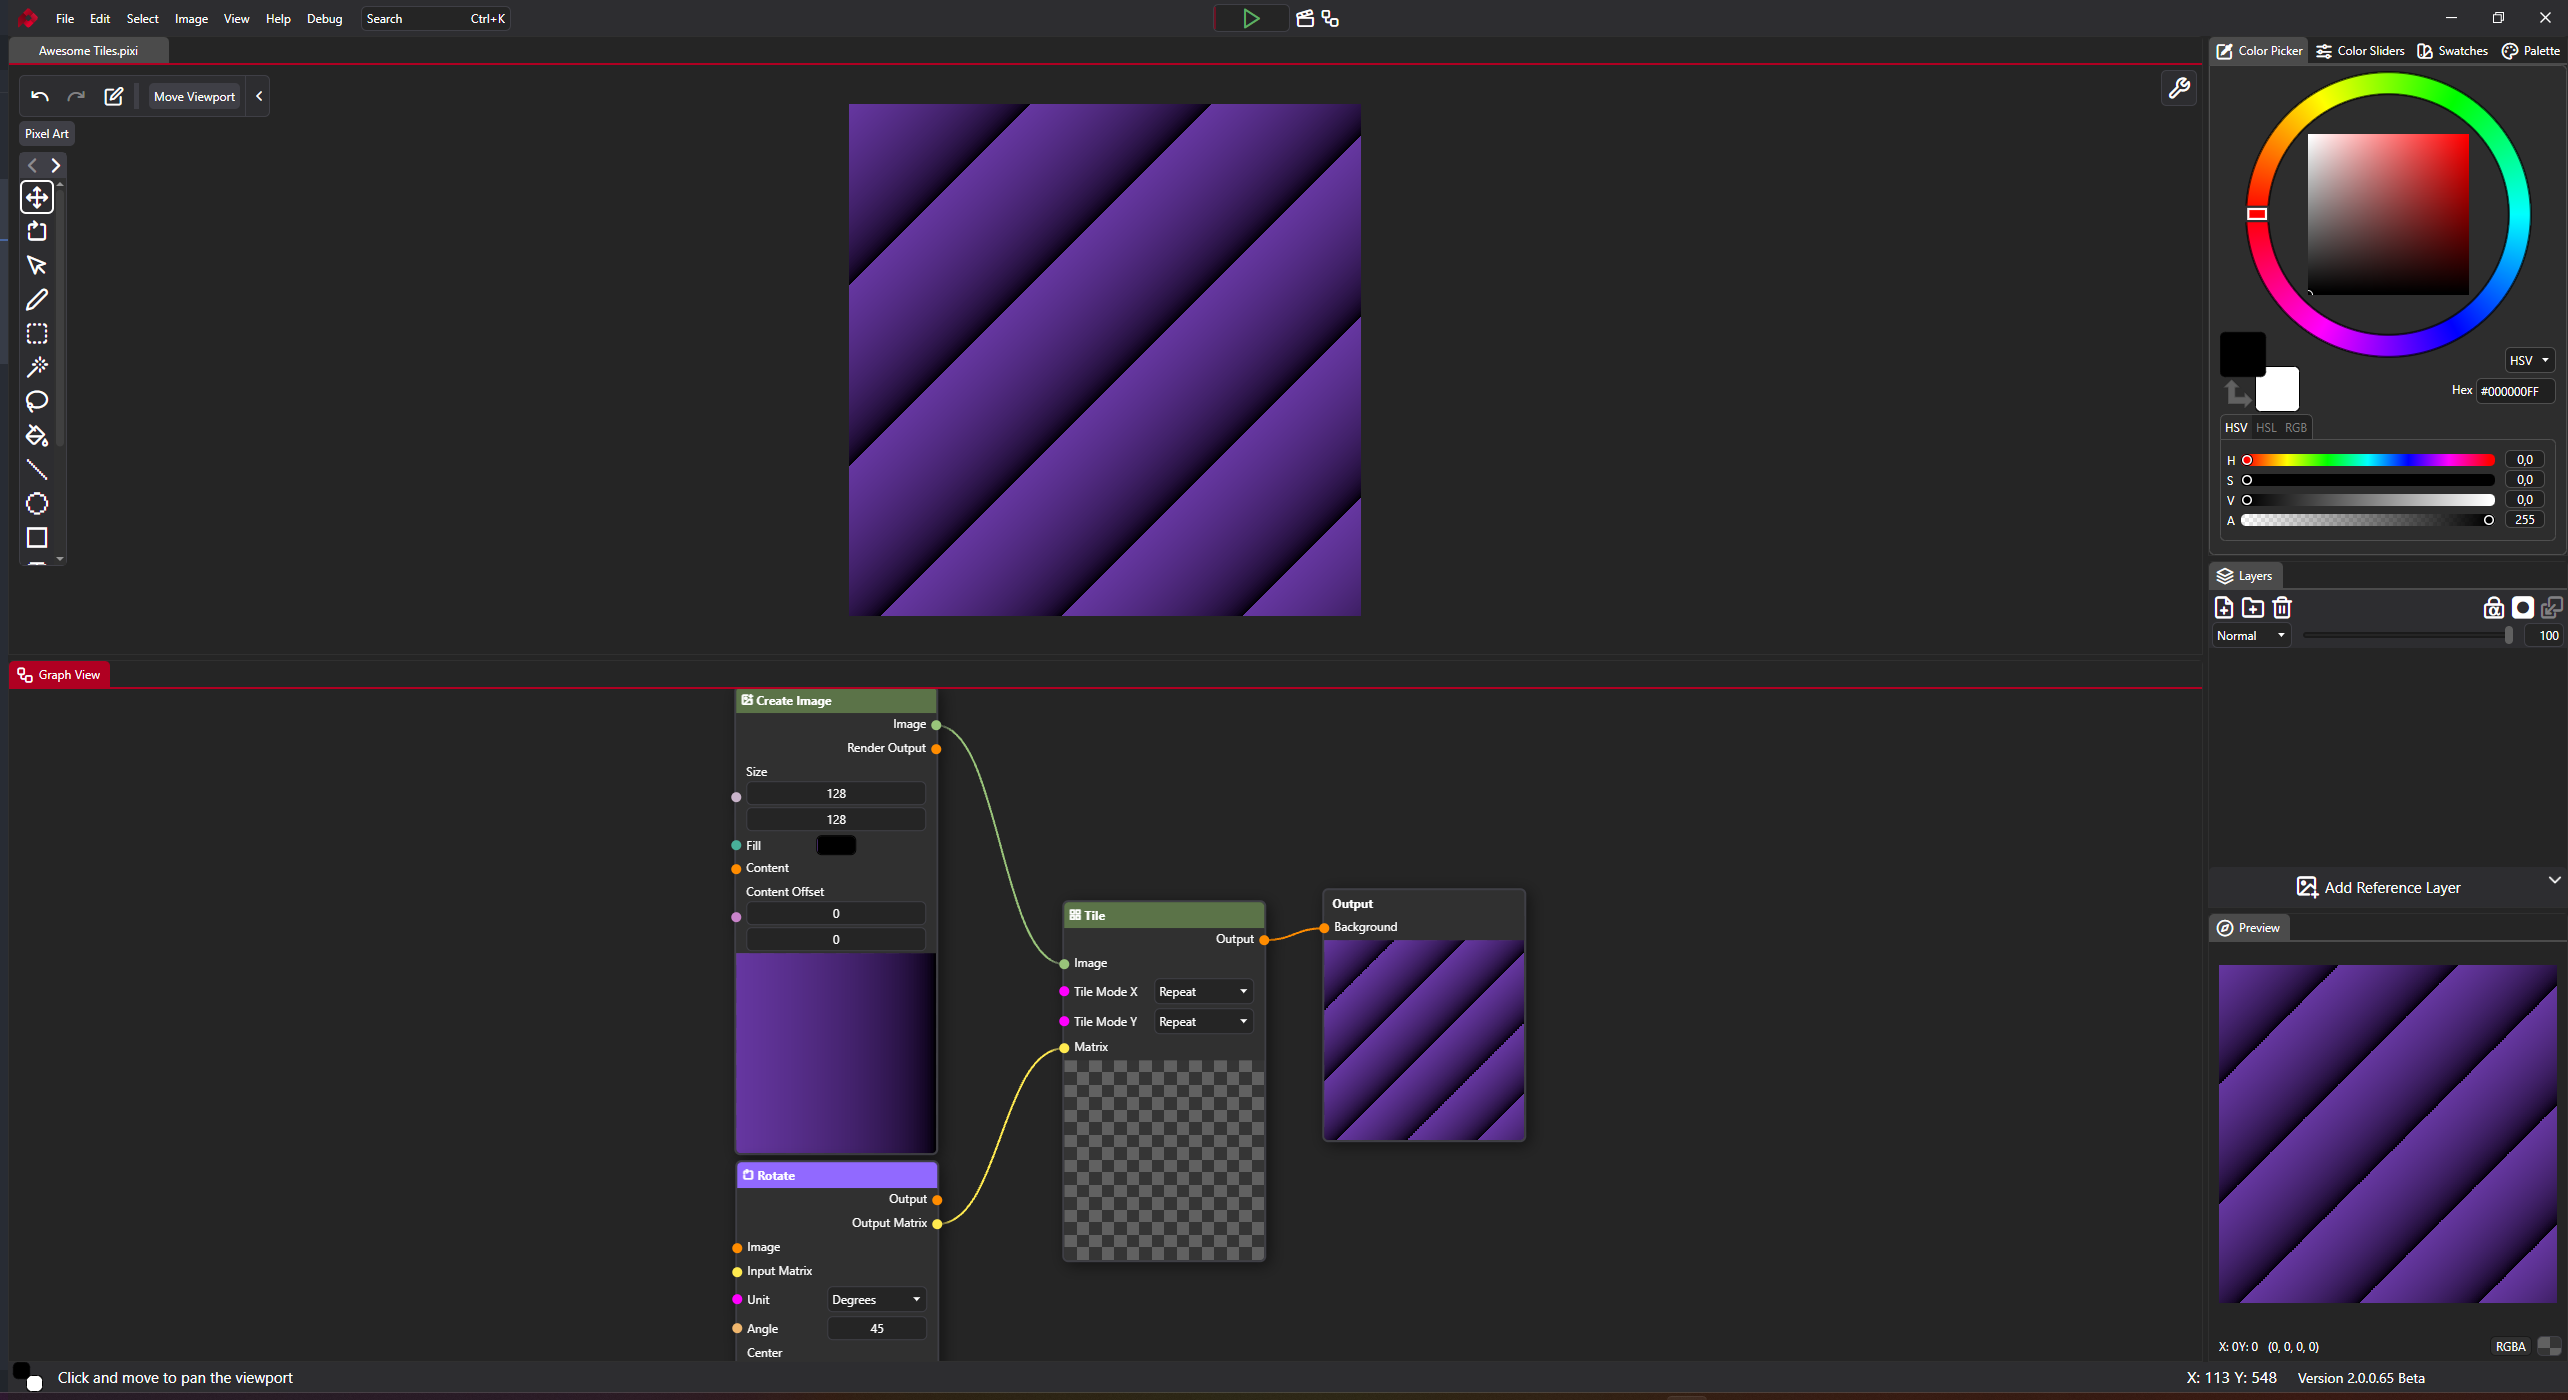 File Edit Select Image View Help Debug Search Ctrl+K
Awesome Tiles.pixi
Move Viewport
Pixel Art
Color Picker Color Sliders Swatches Palette
HSV
Hex #000000FF
HSV HSL RGB
H 0,0
S 0,0
V 0,0
A 255
Layers
Normal 100
Add Reference Layer
Preview
X: 0Y: 0 (0, 0, 0, 0) RGBA
Graph View
Create Image
Image
Render Output
Size
128
128
Fill
Content
Content Offset
0
0
Rotate
Output
Output Matrix
Image
Input Matrix
Unit Degrees
Angle 45
Center
Tile
Output
Image
Tile Mode X Repeat
Tile Mode Y Repeat
Matrix
Output
Background
Click and move to pan the viewport
X: 113 Y: 548 Version 2.0.0.65 Beta